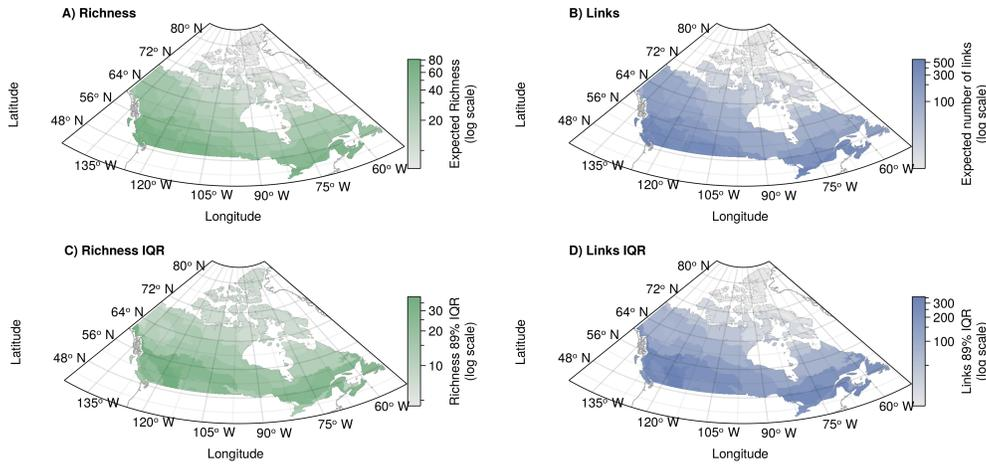 A) Richness
80° N
72° N
64° N
56° N
48° N
135° W
120° W
105° W
90° W
75° W
60° W
Latitude
Longitude
80
60
40
20
Expected Richness
(log scale)
B) Links
80° N
72° N
64° N
56° N
48° N
135° W
120° W
105° W
90° W
75° W
60° W
Latitude
Longitude
500
300
100
Expected number of links
(log scale)
C) Richness IQR
80° N
72° N
64° N
56° N
48° N
135° W
120° W
105° W
90° W
75° W
60° W
Latitude
Longitude
30
20
10
Richness 89% IQR
(log scale)
D) Links IQR
80° N
72° N
64° N
56° N
48° N
135° W
120° W
105° W
90° W
75° W
60° W
Latitude
Longitude
300
200
100
Links 89% IQR
(log scale)